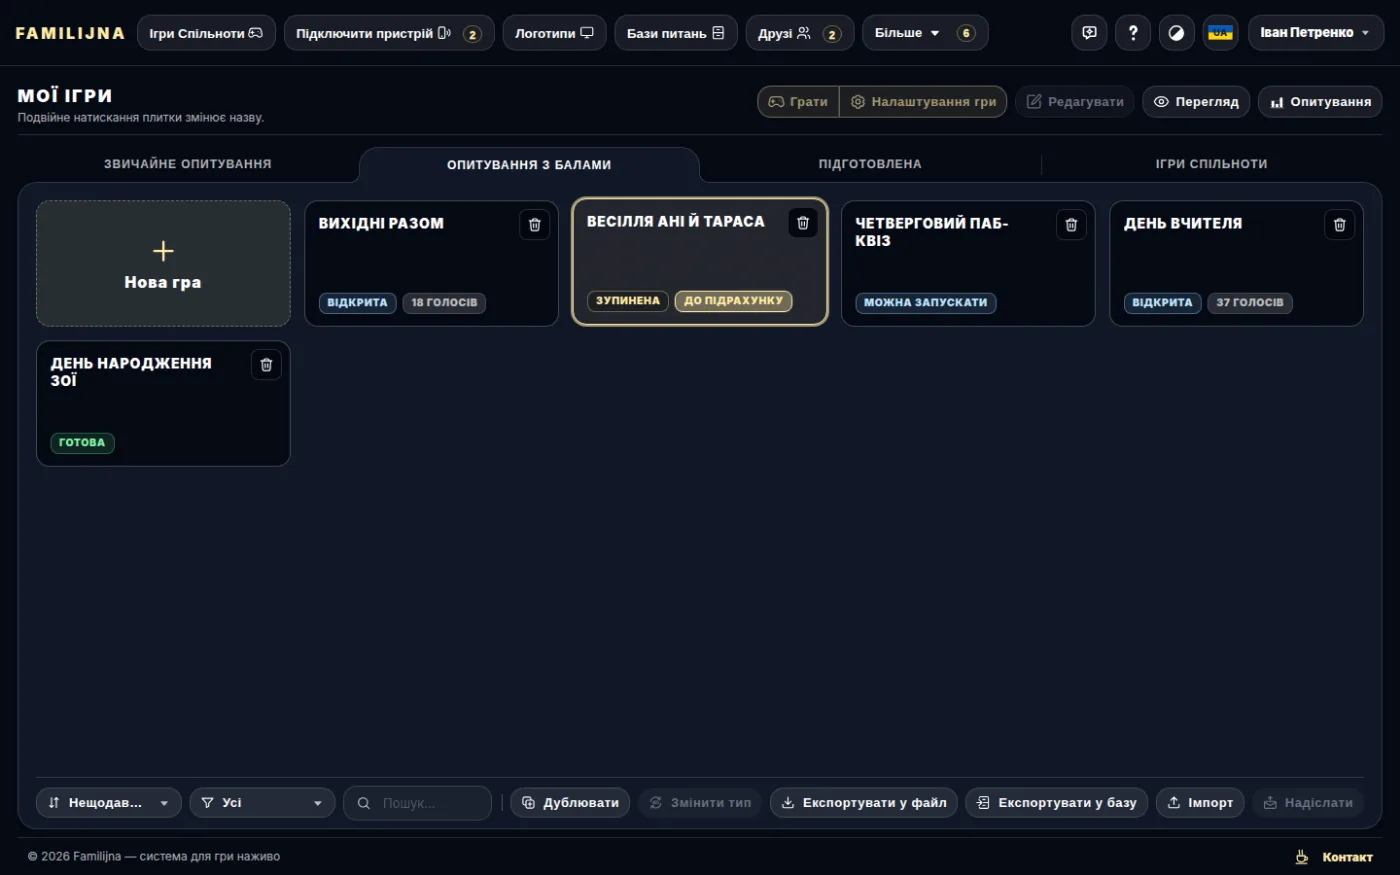 FAMILIJNA
Ігри Спільноти
Підключити пристрій 2
Логотипи
Бази питань
Друзі 2
Більше 6
?
UA
Іван Петренко
МОЇ ІГРИ
Подвійне натискання плитки змінює назву.
Грати
Налаштування гри
Редагувати
Перегляд
Опитування
ЗВИЧАЙНЕ ОПИТУВАННЯ
ОПИТУВАННЯ З БАЛАМИ
ПІДГОТОВЛЕНА
ІГРИ СПІЛЬНОТИ
Нова гра
ВИХІДНІ РАЗОМ
ВІДКРИТА
18 ГОЛОСІВ
ВЕСІЛЛЯ АНІ Й ТАРАСА
ЗУПИНЕНА
ДО ПІДРАХУНКУ
ЧЕТВЕРГОВИЙ ПАБ-
КВІЗ
МОЖНА ЗАПУСКАТИ
ДЕНЬ ВЧИТЕЛЯ
ВІДКРИТА
37 ГОЛОСІВ
ДЕНЬ НАРОДЖЕННЯ
ЗОЇ
ГОТОВА
Нещодав...
Усі
Пошук...
Дублювати
Змінити тип
Експортувати у файл
Експортувати у базу
Імпорт
Надіслати
© 2026 Familijna — система для гри наживо
Контакт